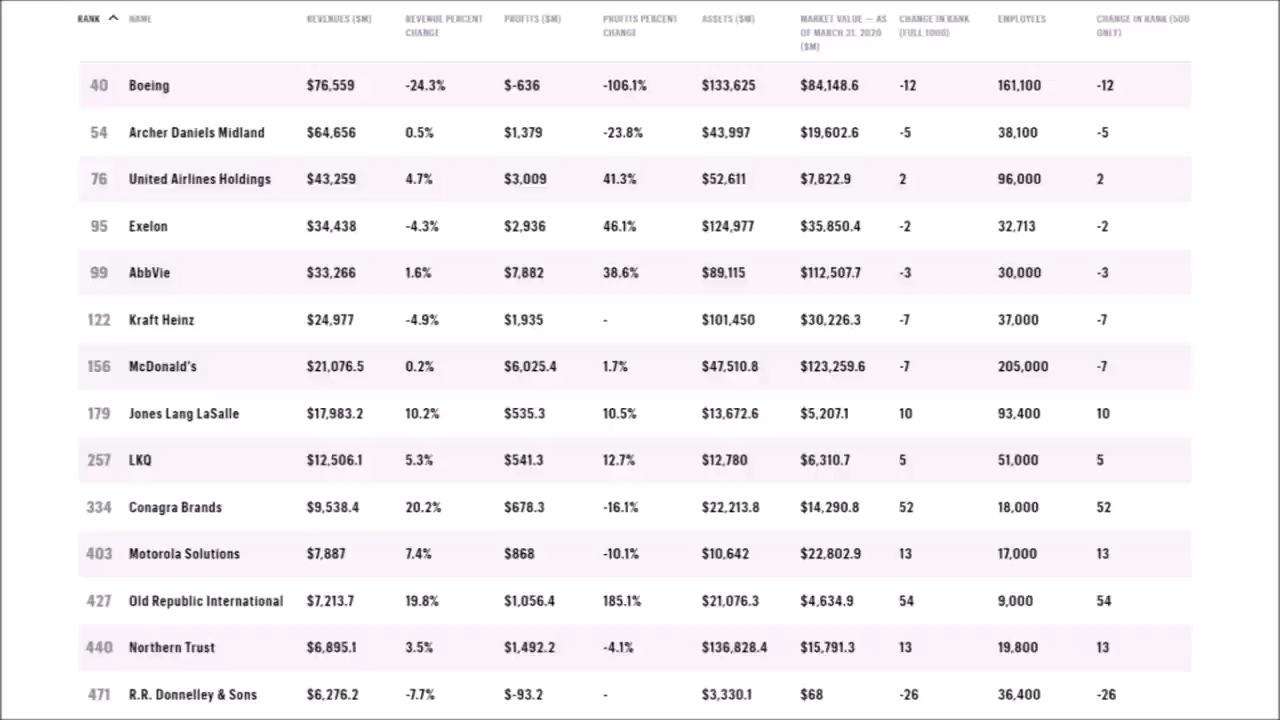 RANK NAME REVENUES ($M) REVENUE PERCENT CHANGE PROFITS ($M) PROFITS PERCENT CHANGE ASSETS ($M) MARKET VALUE — AS OF MARCH 31, 2020 ($M) CHANGE IN RANK (FULL 1000) EMPLOYEES CHANGE IN RANK (500 ONLY)
40 Boeing $76,559 -24.3% $-636 -106.1% $133,625 $84,148.6 -12 161,100 -12
54 Archer Daniels Midland $64,656 0.5% $1,379 -23.8% $43,997 $19,602.6 -5 38,100 -5
76 United Airlines Holdings $43,259 4.7% $3,009 41.3% $52,611 $7,822.9 2 96,000 2
95 Exelon $34,438 -4.3% $2,936 46.1% $124,977 $35,850.4 -2 32,713 -2
99 AbbVie $33,266 1.6% $7,882 38.6% $89,115 $112,507.7 -3 30,000 -3
122 Kraft Heinz $24,977 -4.9% $1,935 - $101,450 $30,226.3 -7 37,000 -7
156 McDonald's $21,076.5 0.2% $6,025.4 1.7% $47,510.8 $123,259.6 -7 205,000 -7
179 Jones Lang LaSalle $17,983.2 10.2% $535.3 10.5% $13,672.6 $5,207.1 10 93,400 10
257 LKQ $12,506.1 5.3% $541.3 12.7% $12,780 $6,310.7 5 51,000 5
334 Conagra Brands $9,538.4 20.2% $678.3 -16.1% $22,213.8 $14,290.8 52 18,000 52
403 Motorola Solutions $7,887 7.4% $868 -10.1% $10,642 $22,802.9 13 17,000 13
427 Old Republic International $7,213.7 19.8% $1,056.4 185.1% $21,076.3 $4,634.9 54 9,000 54
440 Northern Trust $6,895.1 3.5% $1,492.2 -4.1% $136,828.4 $15,791.3 13 19,800 13
471 R.R. Donnelley & Sons $6,276.2 -7.7% $-93.2 - $3,330.1 $68 -26 36,400 -26